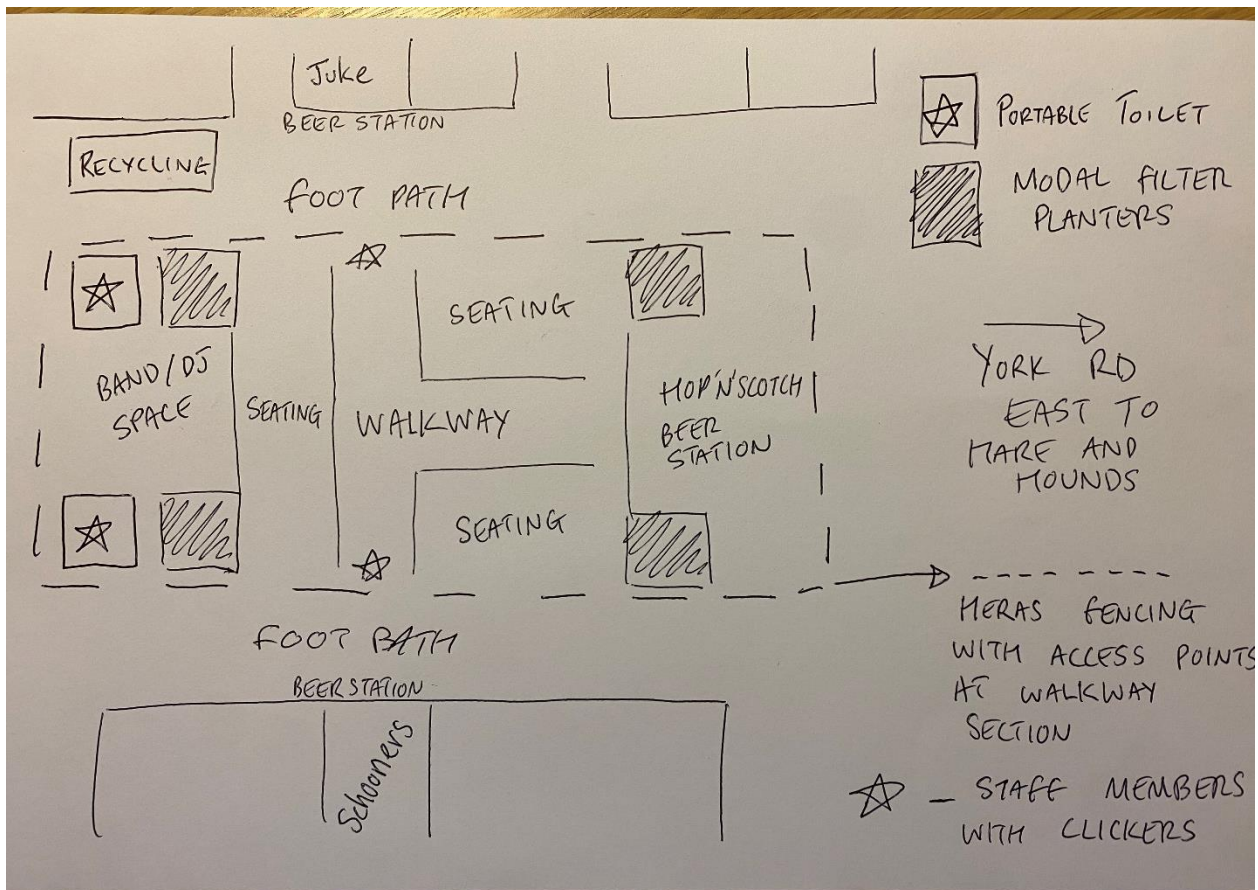 Juke
BEER STATION
RECYCLING
FOOT PATH
BAND/DJ
SPACE
SEATING
WALKWAY
SEATING
SEATING
HOP'N'SCOTCH
BEER
STATION
FOOT PATH
BEER STATION
Schooners
PORTABLE TOILET
MODAL FILTER
PLANTERS
YORK RD
EAST TO
HARE AND
HOUNDS
HERAS FENCING
WITH ACCESS POINTS
AT WALKWAY
SECTION
– STAFF MEMBERS
WITH CLICKERS